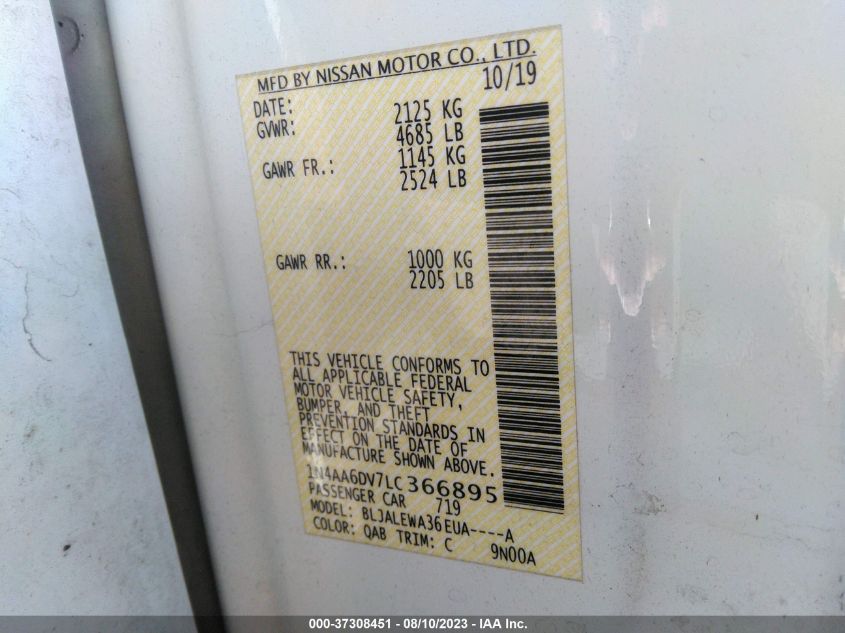 MFD BY NISSAN MOTOR CO., LTD.
DATE: 10/19
GVWR: 2125 KG
4685 LB
GAWR FR.: 1145 KG
2524 LB
GAWR RR.: 1000 KG
2205 LB
THIS VEHICLE CONFORMS TO
ALL APPLICABLE FEDERAL
MOTOR VEHICLE SAFETY,
BUMPER, AND THEFT
PREVENTION STANDARDS IN
EFFECT ON THE DATE OF
MANUFACTURE SHOWN ABOVE.
1N4AA6DV7LC366895
PASSENGER CAR 719
MODEL: BLJALEWA36EUA----A
COLOR: QAB TRIM: C 9N00A
000-37308451 - 08/10/2023 - IAA Inc.